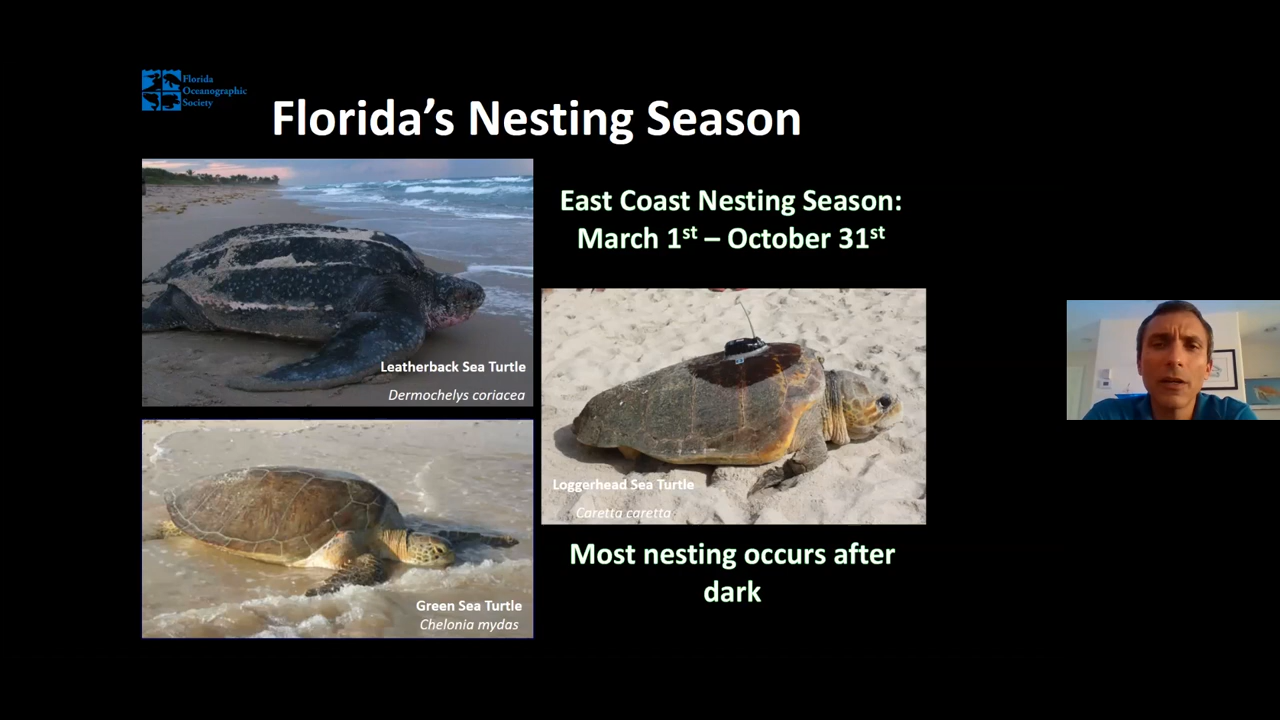 Florida
Oceanographic
Society
Florida's Nesting Season
East Coast Nesting Season:
March 1st – October 31st
Leatherback Sea Turtle
Dermochelys coriacea
Loggerhead Sea Turtle
Caretta caretta
Green Sea Turtle
Chelonia mydas
Most nesting occurs after
dark